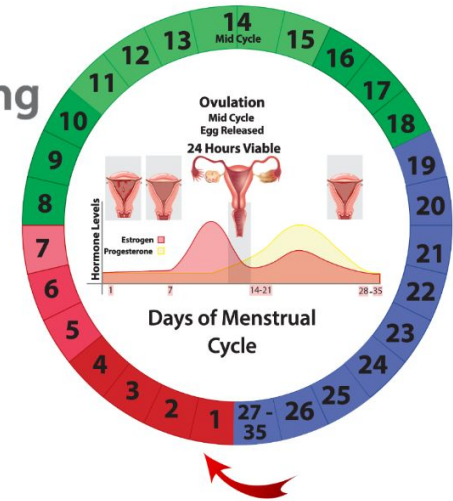 ng
14
Mid Cycle
15
16
17
18
19
20
21
22
23
24
25
26
27 -
35
1
2
3
4
5
6
7
8
9
10
11
12
13
Ovulation
Mid Cycle
Egg Released
24 Hours Viable
Hormone Levels
Estrogen
Progesterone
1
7
14-21
28-35
Days of Menstrual
Cycle